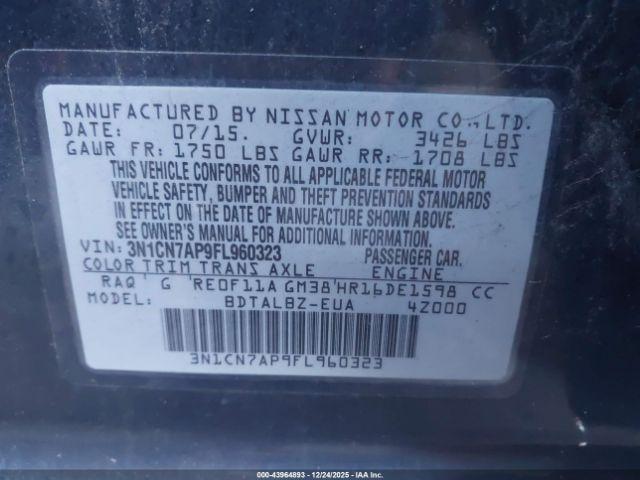 MANUFACTURED BY NISSAN MOTOR CO.,LTD.
DATE: 07/15. GVWR: 3426 LBS
GAWR FR: 1750 LBS GAWR RR: 1708 LBS
THIS VEHICLE CONFORMS TO ALL APPLICABLE FEDERAL MOTOR
VEHICLE SAFETY, BUMPER AND THEFT PREVENTION STANDARDS
IN EFFECT ON THE DATE OF MANUFACTURE SHOWN ABOVE.
SEE OWNER'S MANUAL FOR ADDITIONAL INFORMATION.
VIN: 3N1CN7AP9FL960323 PASSENGER CAR.
COLOR TRIM TRANS AXLE ENGINE
RAQ G RE0F11A GM38 HR16DE1598 CC
MODEL: BDTALBZ-EUA 4Z000
3N1CN7AP9FL960323
000-43964893 - 12/24/2025 - IAAI.com